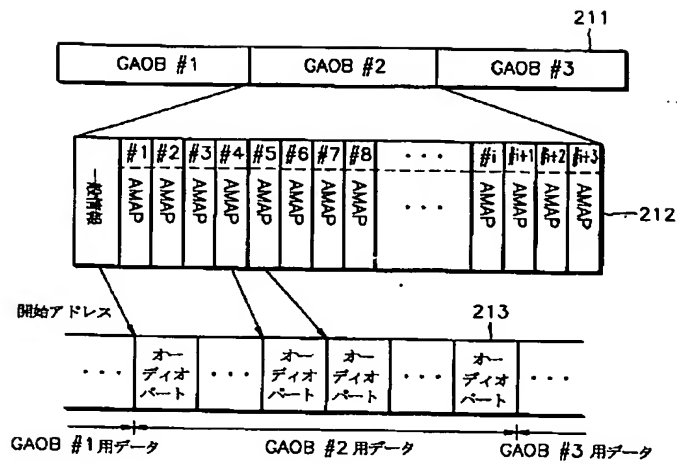 211
GAOB #1 GAOB #2 GAOB #3
#1 #2 #3 #4 #5 #6 #7 #8 ・・・ #i #i+1 #i+2 #i+3
一般情報 AMAP AMAP AMAP AMAP AMAP AMAP AMAP AMAP ・・・ AMAP AMAP AMAP AMAP
212
開始アドレス
213
・・・ オーディオパート ・・・ オーディオパート オーディオパート ・・・ オーディオパート ・・・
GAOB #1用データ GAOB #2用データ GAOB #3用データ